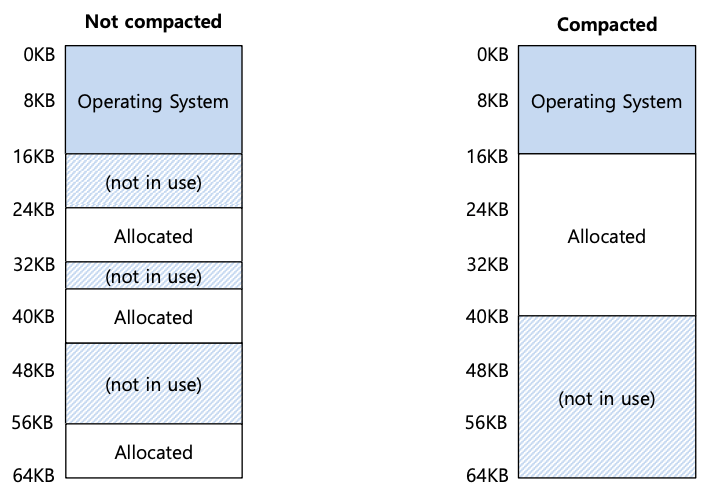 Not compacted
0KB
8KB
Operating System
16KB
(not in use)
24KB
Allocated
32KB
(not in use)
40KB
Allocated
48KB
(not in use)
56KB
Allocated
64KB
Compacted
0KB
8KB
Operating System
16KB
24KB
Allocated
32KB
40KB
48KB
(not in use)
56KB
64KB